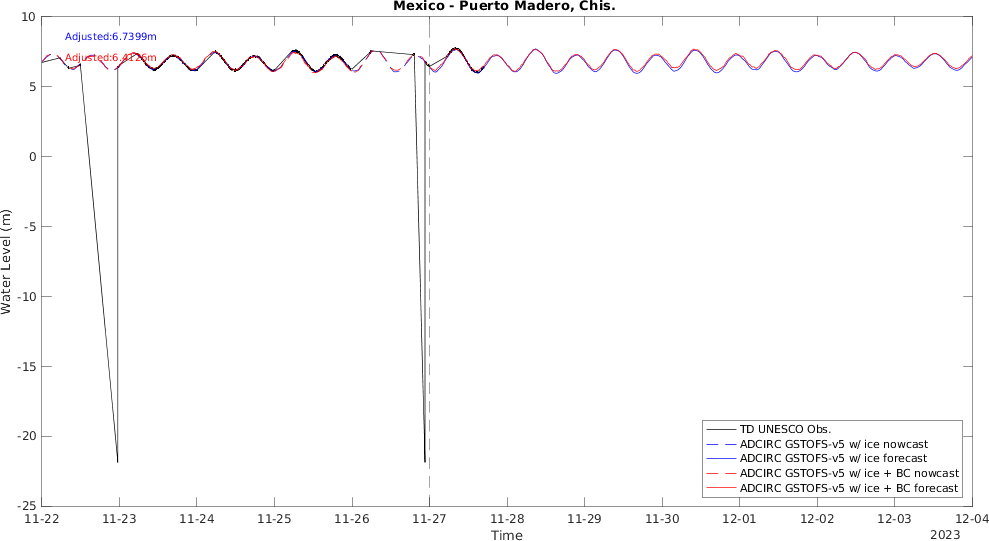 Mexico - Puerto Madero, Chis.
Adjusted:6.7399m
Adjusted:6.4126m
Water Level (m)
10
5
0
-5
-10
-15
-20
-25
11-22 11-23 11-24 11-25 11-26 11-27 11-28 11-29 11-30 12-01 12-02 12-03 12-04
Time
2023
TD UNESCO Obs.
ADCIRC GSTOFS-v5 w/ ice nowcast
ADCIRC GSTOFS-v5 w/ ice forecast
ADCIRC GSTOFS-v5 w/ ice + BC nowcast
ADCIRC GSTOFS-v5 w/ ice + BC forecast